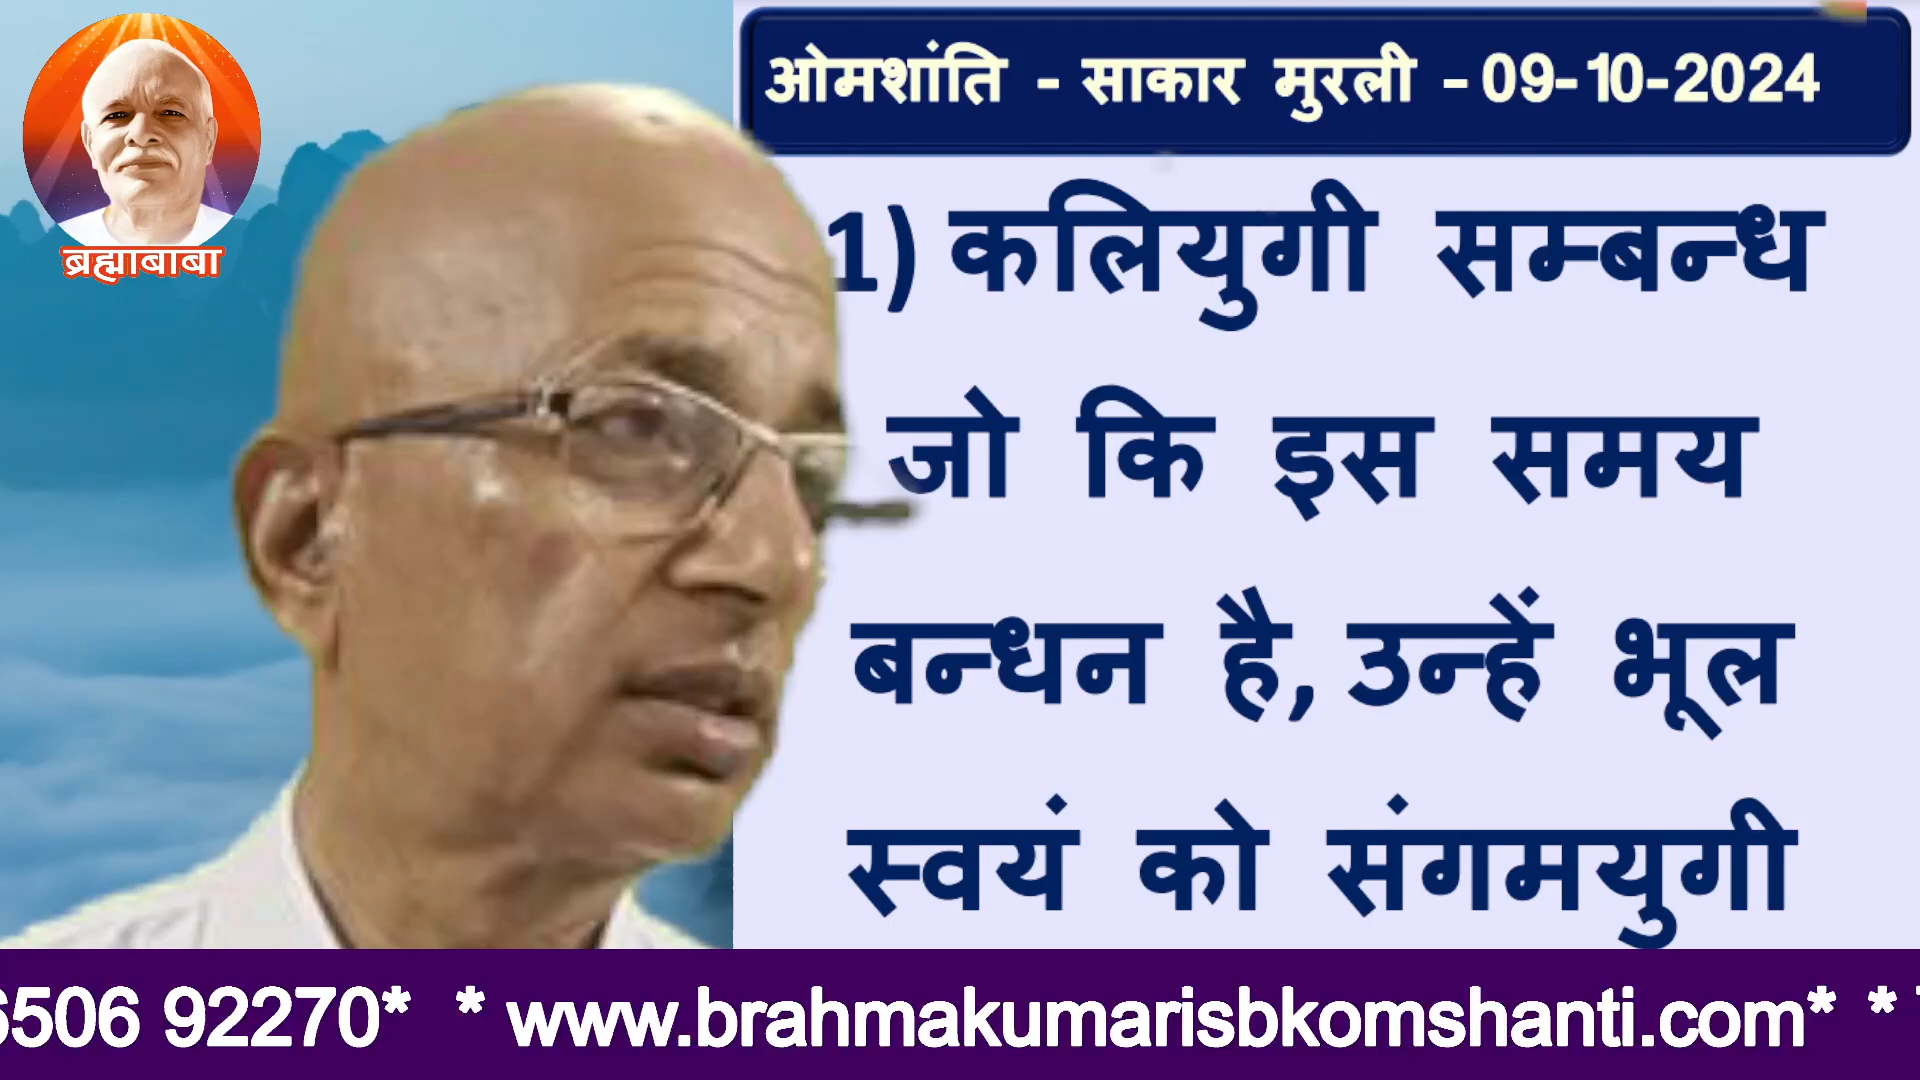 ब्रह्माबाबा
ओमशांति - साकार मुरली - 09-10-2024
1) कलियुगी सम्बन्ध
जो कि इस समय
बन्धन है, उन्हें भूल
स्वयं को संगमयुगी
6506 92270* * www.brahmakumarisbkomshanti.com* *